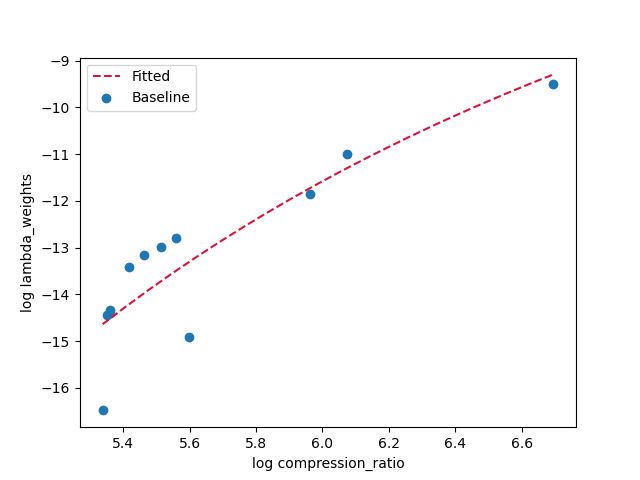 Fitted
Baseline
−9
−10
−11
−12
−13
−14
−15
−16
log lambda_weights
5.4 5.6 5.8 6.0 6.2 6.4 6.6
log compression_ratio